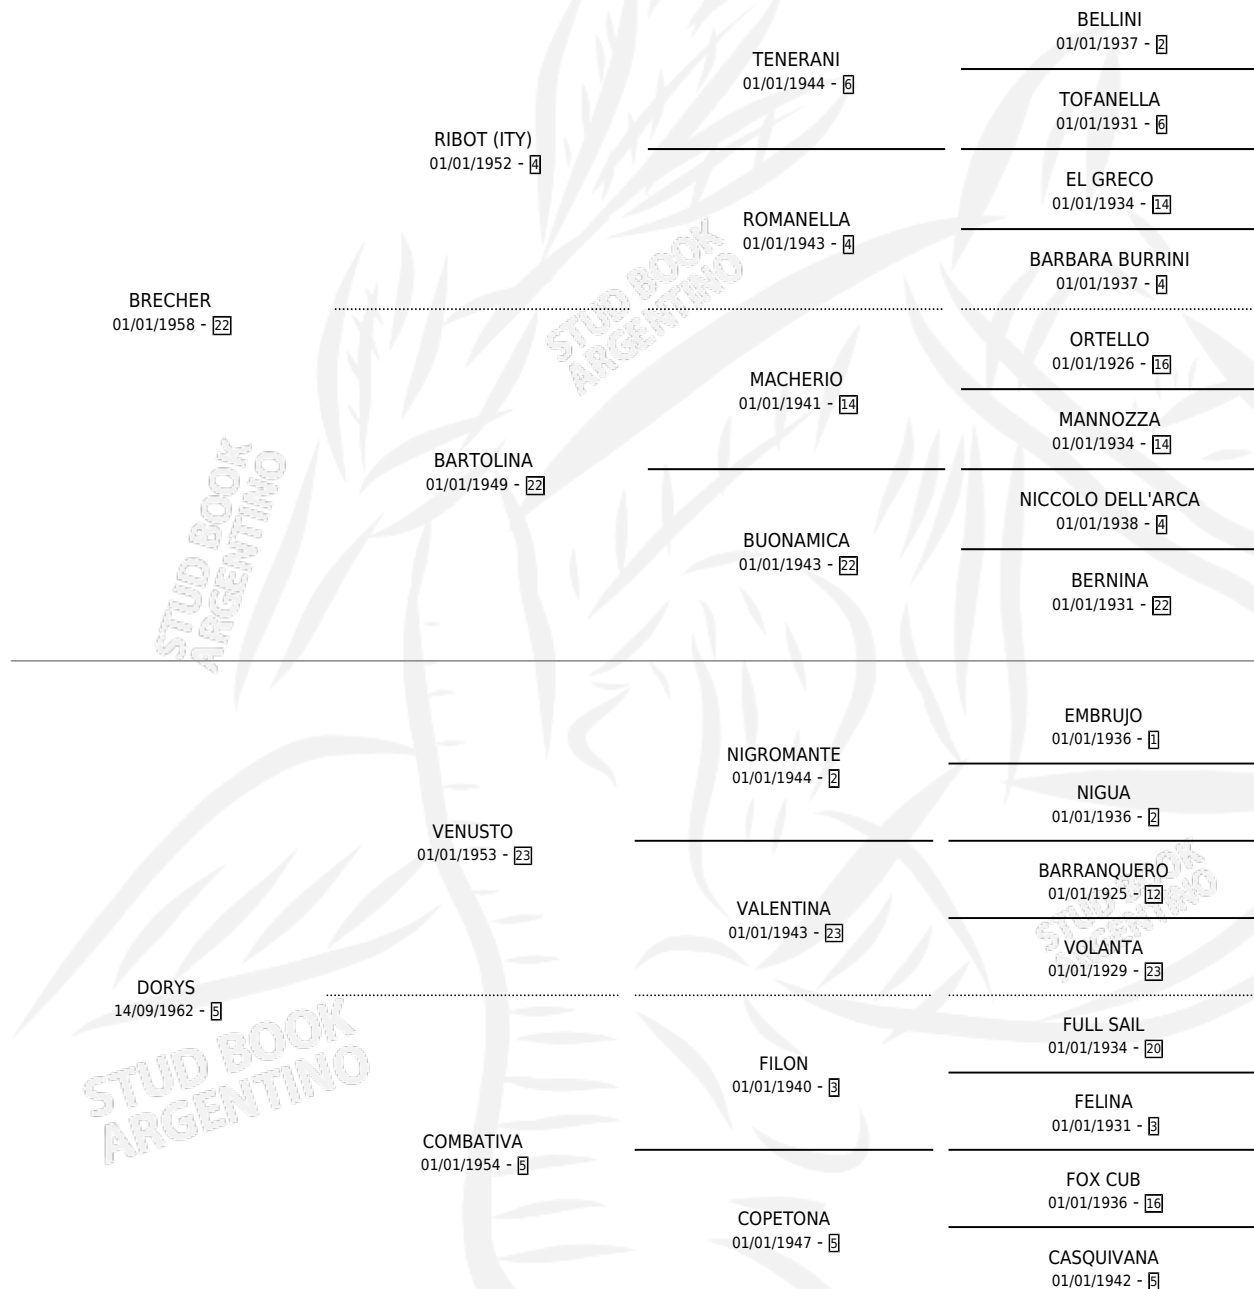 BELLINI
01/01/1937 - 2
TENERANI
01/01/1944 - 6
TOFANELLA
01/01/1931 - 6
RIBOT (ITY)
01/01/1952 - 4
EL GRECO
01/01/1934 - 14
ROMANELLA
01/01/1943 - 4
BARBARA BURRINI
01/01/1937 - 4
BRECHER
01/01/1958 - 22
STUD BOOK
ARGENTINO
ORTELLO
01/01/1926 - 16
MACHERIO
01/01/1941 - 14
MANNOZZA
01/01/1934 - 14
BARTOLINA
01/01/1949 - 22
NICCOLO DELL'ARCA
01/01/1938 - 4
BUONAMICA
01/01/1943 - 22
BERNINA
01/01/1931 - 22
STUD BOOK
ARGENTINO
EMBRUJO
01/01/1936 - 1
NIGROMANTE
01/01/1944 - 2
NIGUA
01/01/1936 - 2
VENUSTO
01/01/1953 - 23
BARRANQUERO
01/01/1925 - 12
VALENTINA
01/01/1943 - 23
VOLANTA
01/01/1929 - 23
STUD BOOK
ARGENTINO
DORYS
14/09/1962 - 5
STUD BOOK
ARGENTINO
FULL SAIL
01/01/1934 - 20
FILON
01/01/1940 - 3
FELINA
01/01/1931 - 3
COMBATIVA
01/01/1954 - 5
FOX CUB
01/01/1936 - 16
COPETONA
01/01/1947 - 5
CASQUIVANA
01/01/1942 - 5